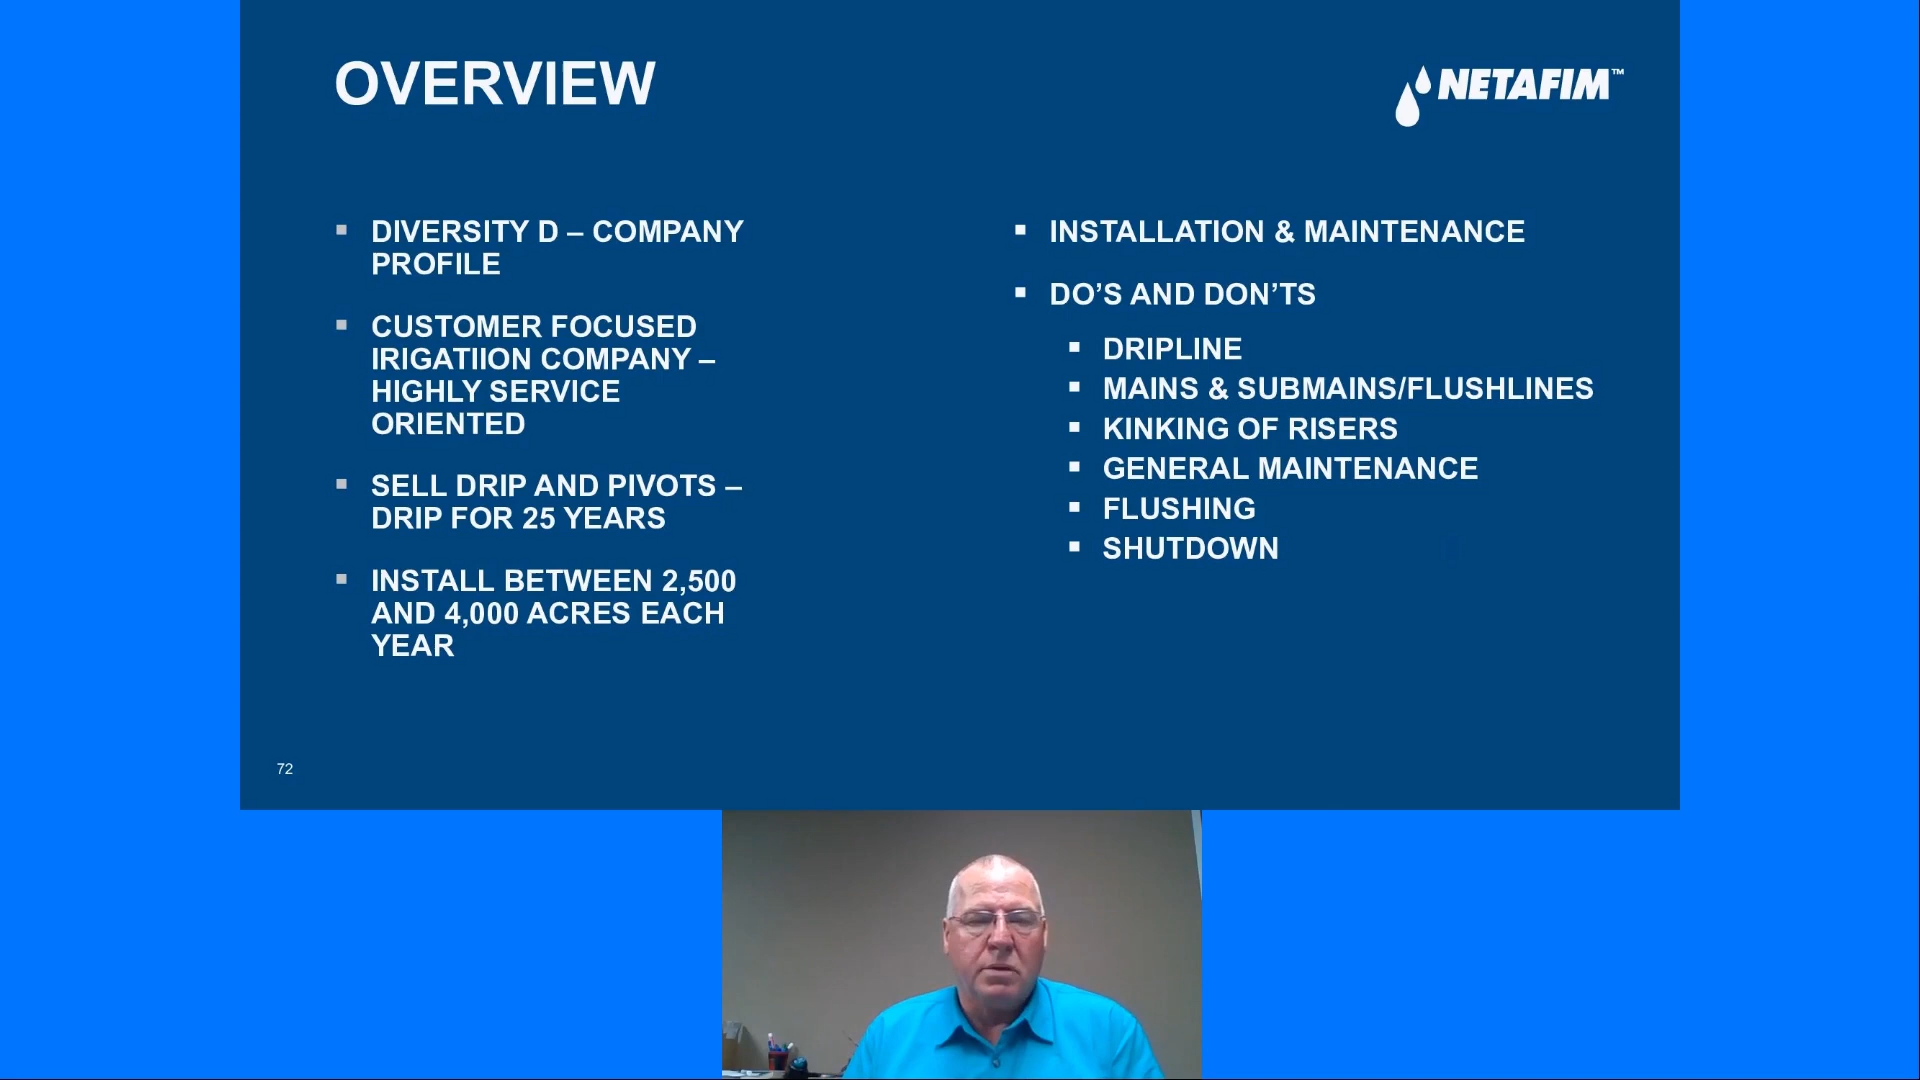 OVERVIEW
NETAFIM™
DIVERSITY D – COMPANY
PROFILE
CUSTOMER FOCUSED
IRIGATIION COMPANY –
HIGHLY SERVICE
ORIENTED
SELL DRIP AND PIVOTS –
DRIP FOR 25 YEARS
INSTALL BETWEEN 2,500
AND 4,000 ACRES EACH
YEAR
INSTALLATION & MAINTENANCE
DO’S AND DON’TS
DRIPLINE
MAINS & SUBMAINS/FLUSHLINES
KINKING OF RISERS
GENERAL MAINTENANCE
FLUSHING
SHUTDOWN
72